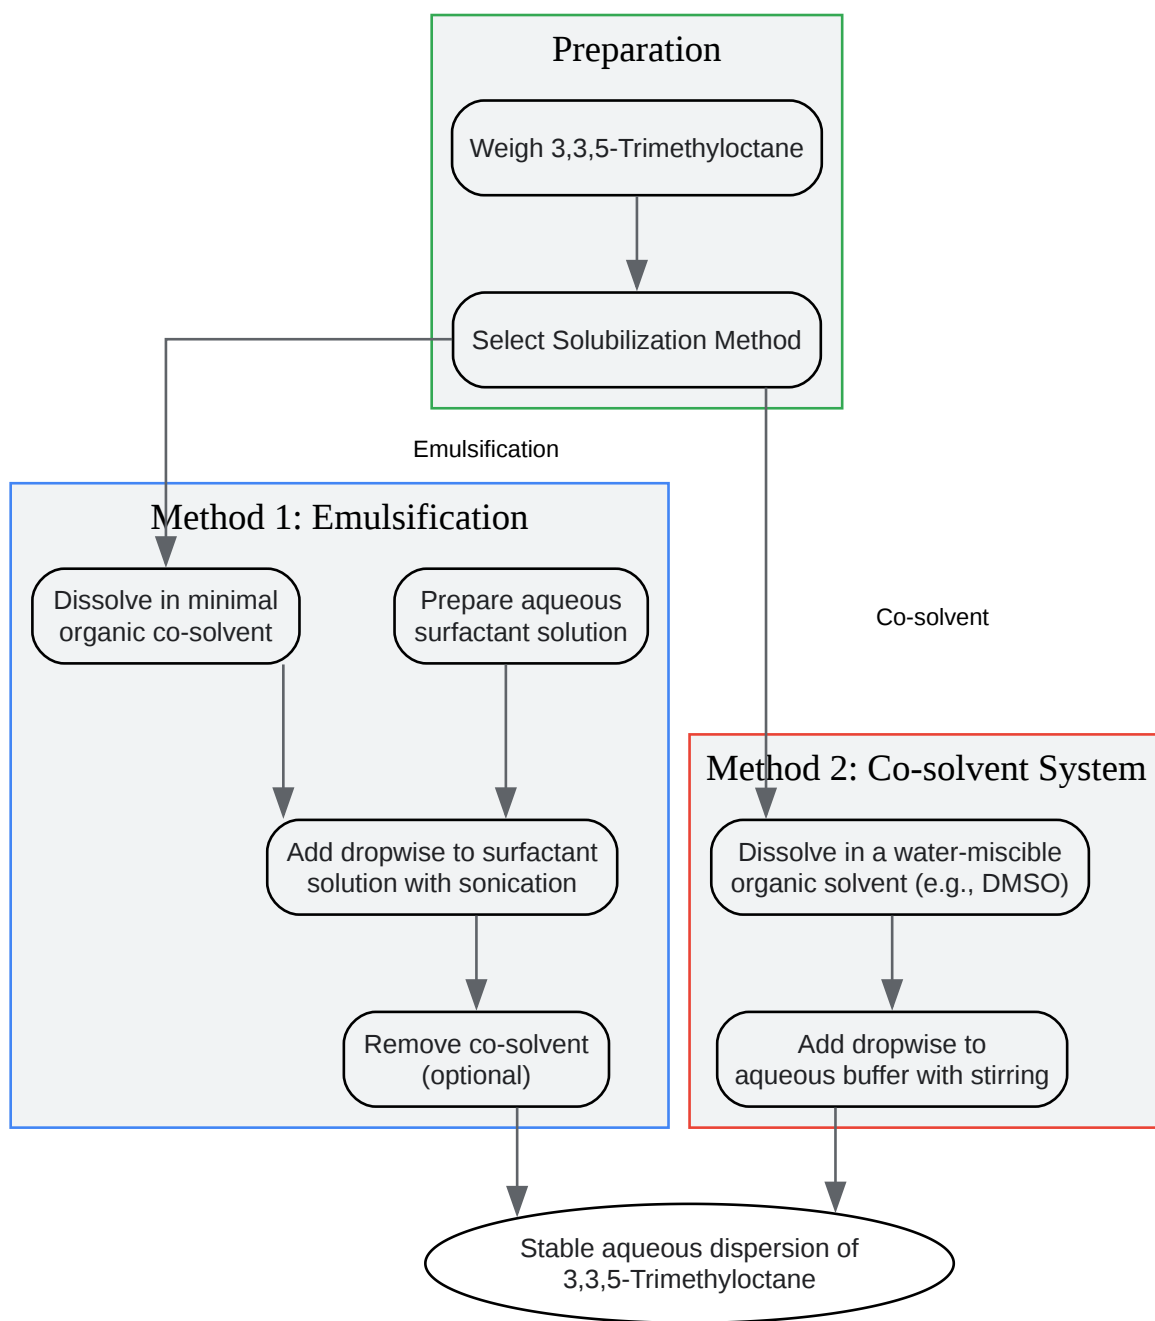 Preparation
Weigh 3,3,5-Trimethyloctane
Select Solubilization Method
Emulsification
Method 1: Emulsification
Dissolve in minimal
organic co-solvent
Prepare aqueous
surfactant solution
Co-solvent
Method 2: Co-solvent System
Add dropwise to surfactant
solution with sonication
Dissolve in a water-miscible
organic solvent (e.g., DMSO)
Remove co-solvent
(optional)
Add dropwise to
aqueous buffer with stirring
Stable aqueous dispersion of
3,3,5-Trimethyloctane